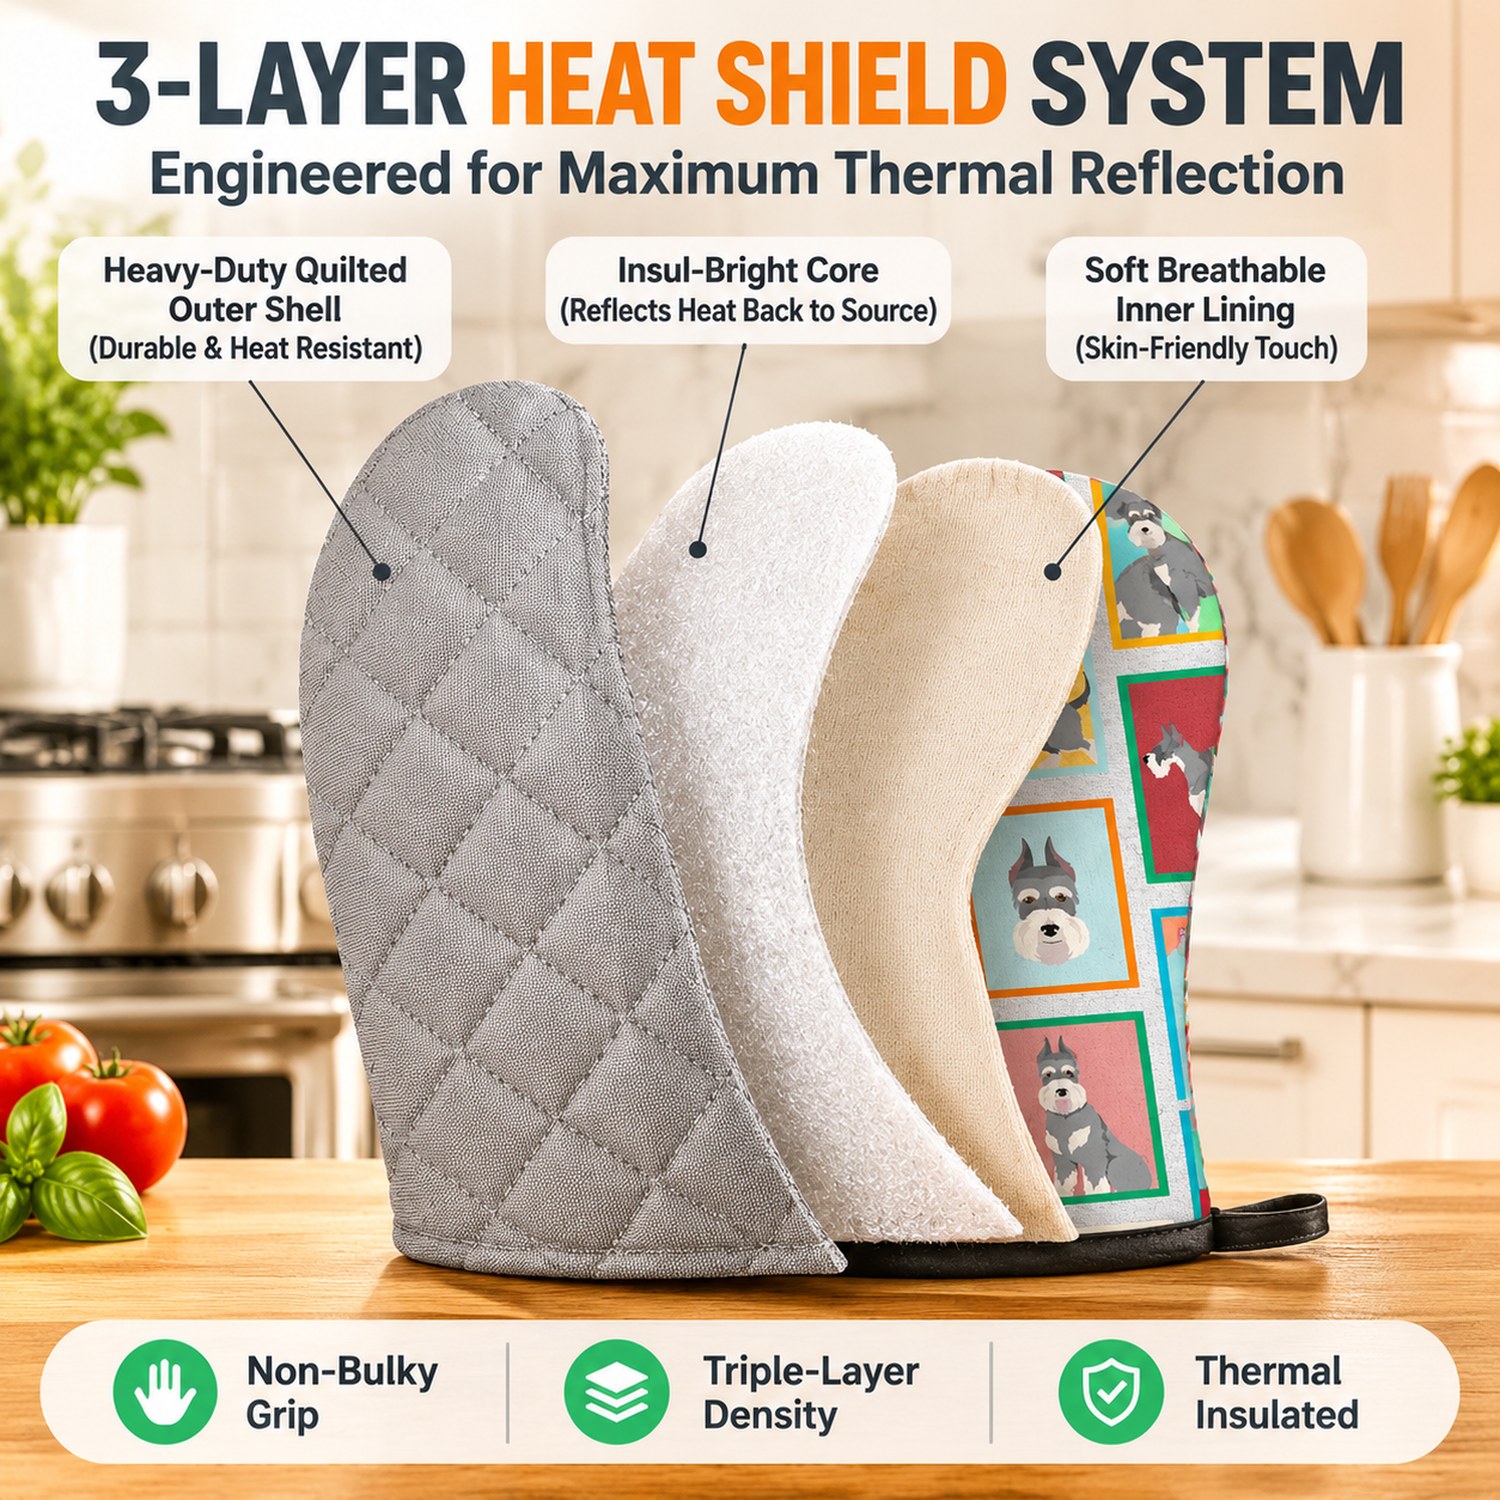 3-LAYER HEAT SHIELD SYSTEM
Engineered for Maximum Thermal Reflection
Heavy-Duty Quilted
Outer Shell
(Durable & Heat Resistant)
Insul-Bright Core
(Reflects Heat Back to Source)
Soft Breathable
Inner Lining
(Skin-Friendly Touch)
Non-Bulky
Grip
Triple-Layer
Density
Thermal
Insulated